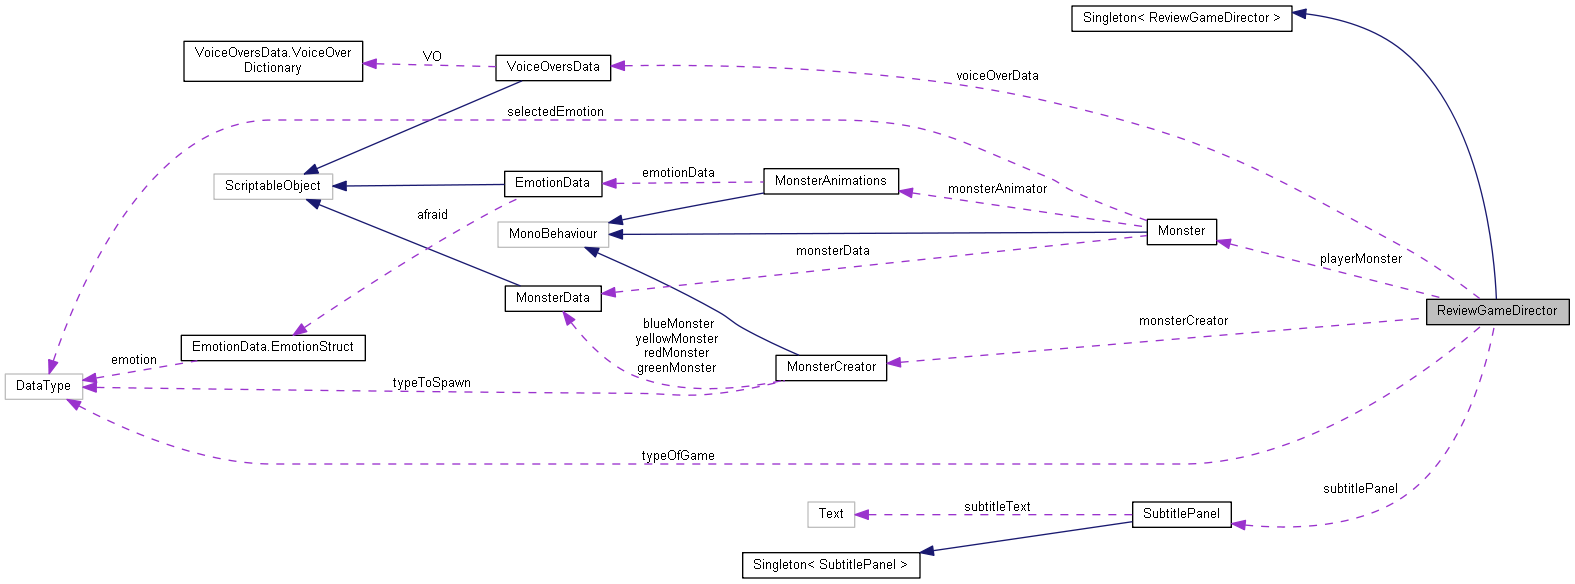 Singleton< ReviewGameDirector >
VoiceOversData.VoiceOver
Dictionary
VO
VoiceOversData
voiceOverData
selectedEmotion
ScriptableObject
EmotionData
emotionData
MonsterAnimations
monsterAnimator
afraid
MonoBehaviour
Monster
monsterData
playerMonster
MonsterData
ReviewGameDirector
blueMonster
yellowMonster
redMonster
greenMonster
monsterCreator
EmotionData.EmotionStruct
emotion
MonsterCreator
DataType
typeToSpawn
typeOfGame
subtitlePanel
Text
subtitleText
SubtitlePanel
Singleton< SubtitlePanel >